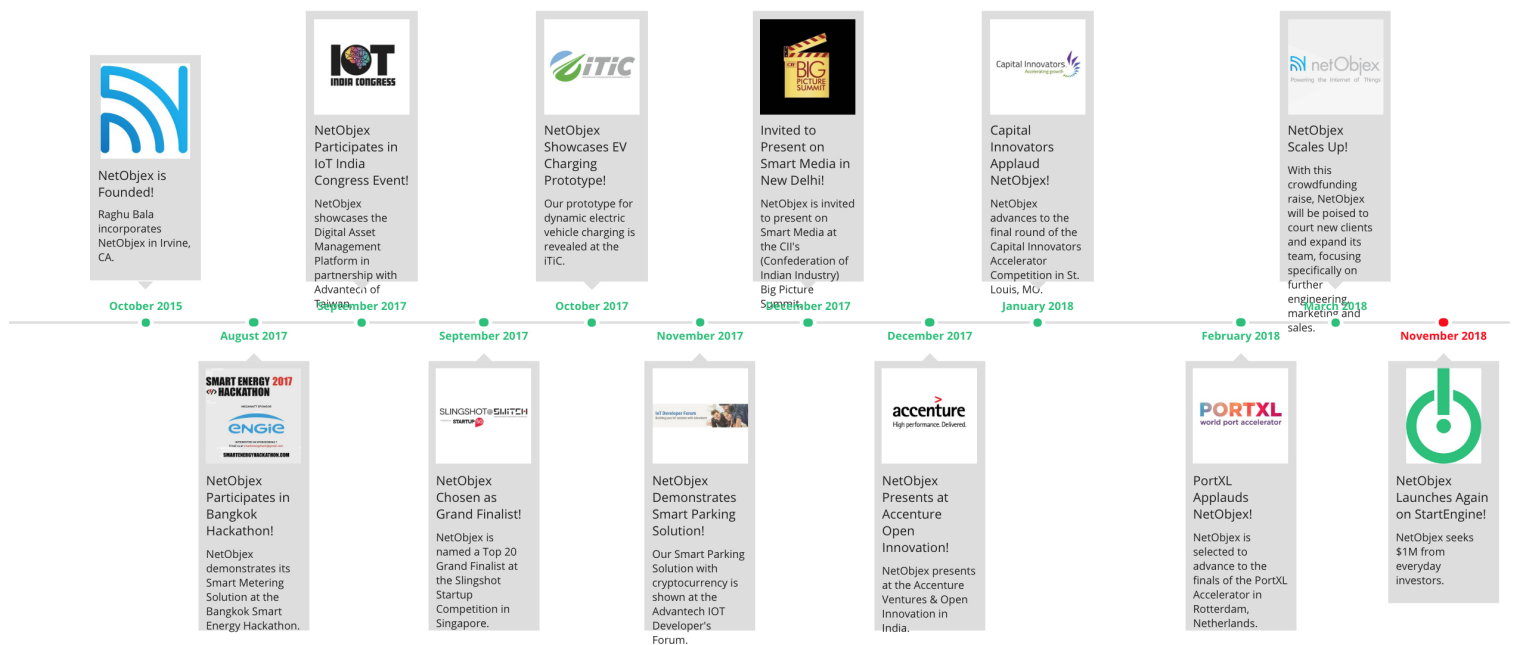 NetObjex is
Founded!
Raghu Bala
incorporates
NetObjex in Irvine,
CA.
October 2015
SMART ENERGY 2017
HACKATHON
ENGIE
SMARTENERGYHACKATHON.COM
August 2017
NetObjex
Participates in
Bangkok
Hackathon!
NetObjex
demonstrates its
Smart Metering
Solution at the
Bangkok Smart
Energy Hackathon.
IOT
INDIA CONGRESS
NetObjex
Participates in
IoT India
Congress Event!
NetObjex
showcases the
Digital Asset
Management
Platform in
partnership with
Advantech of
Taiwan.
September 2017
September 2017
SLINGSHOT@SWITCH
STARTUP
NetObjex
Chosen as
Grand Finalist!
NetObjex is
named a Top 20
Grand Finalist at
the Slingshot
Startup
Competition in
Singapore.
iTiC
NetObjex
Showcases EV
Charging
Prototype!
Our prototype for
dynamic electric
vehicle charging is
revealed at the
iTiC.
October 2017
November 2017
IoT Developer Forum
NetObjex
Demonstrates
Smart Parking
Solution!
Our Smart Parking
Solution with
cryptocurrency is
shown at the
Advantech IOT
Developer's
Forum.
CII
BIG
PICTURE
SUMMIT
Invited to
Present on
Smart Media in
New Delhi!
NetObjex is invited
to present on
Smart Media at
the CII's
(Confederation of
Indian Industry)
Big Picture
Summit.
December 2017
December 2017
accenture
High performance. Delivered.
NetObjex
Presents at
Accenture
Open
Innovation!
NetObjex presents
at the Accenture
Ventures & Open
Innovation in
India.
Capital Innovators
Accelerating growth
Capital
Innovators
Applaud
NetObjex!
NetObjex
advances to the
final round of the
Capital Innovators
Accelerator
Competition in St.
Louis, MO.
January 2018
February 2018
PORTXL
world port accelerator
PortXL
Applauds
NetObjex!
NetObjex is
selected to
advance to the
finals of the PortXL
Accelerator in
Rotterdam,
Netherlands.
netObjex
Powering the Internet of Things
NetObjex
Scales Up!
With this
crowdfunding
raise, NetObjex
will be poised to
court new clients
and expand its
team, focusing
specifically on
further
engineering,
marketing and
sales.
March 2018
November 2018
NetObjex
Launches Again
on StartEngine!
NetObjex seeks
$1M from
everyday
investors.